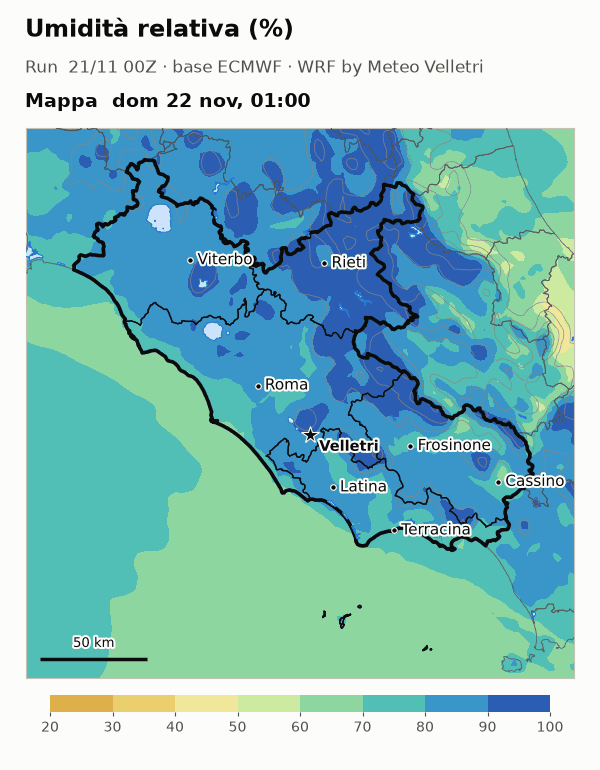 Umidità relativa (%)
Run 21/11 00Z · base ECMWF · WRF by Meteo Velletri
Mappa dom 22 nov, 01:00
Viterbo
Rieti
Roma
Velletri
Frosinone
Cassino
Latina
Terracina
50 km
20 30 40 50 60 70 80 90 100